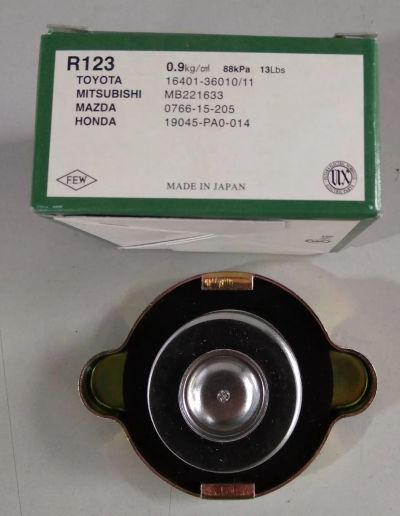 R123 0.9kg/cm² 88kPa 13Lbs
TOYOTA 16401-36010/11
MITSUBISHI MB221633
MAZDA 0766-15-205
HONDA 19045-PA0-014
FEW
UX
MADE IN JAPAN